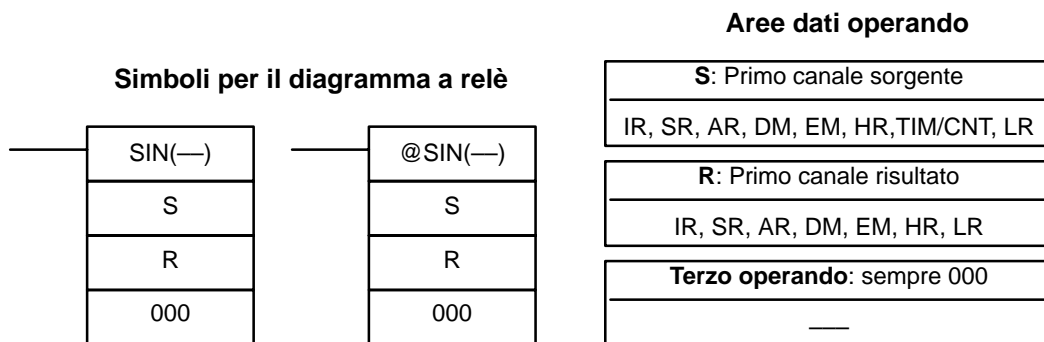 Aree dati operando
Simboli per il diagramma a relè
SIN(––)
S
R
000
@SIN(––)
S
R
000
S: Primo canale sorgente
IR, SR, AR, DM, EM, HR,TIM/CNT, LR
R: Primo canale risultato
IR, SR, AR, DM, EM, HR, LR
Terzo operando: sempre 000
___